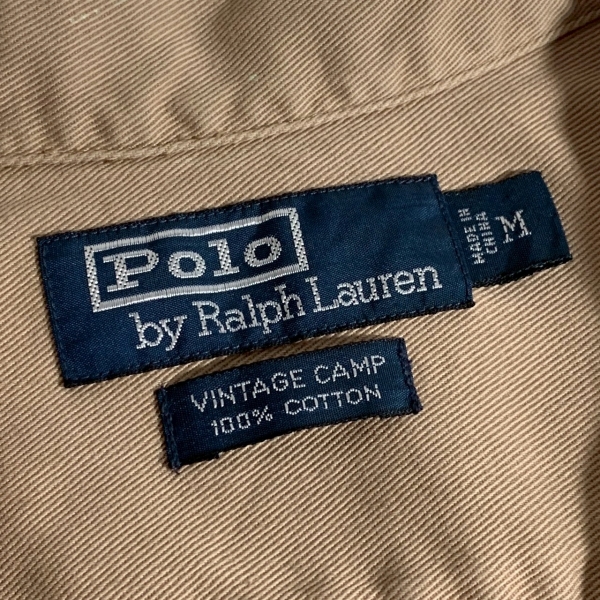 Polo
by Ralph Lauren
MADE IN
CHINA
M
VINTAGE CAMP
100% COTTON